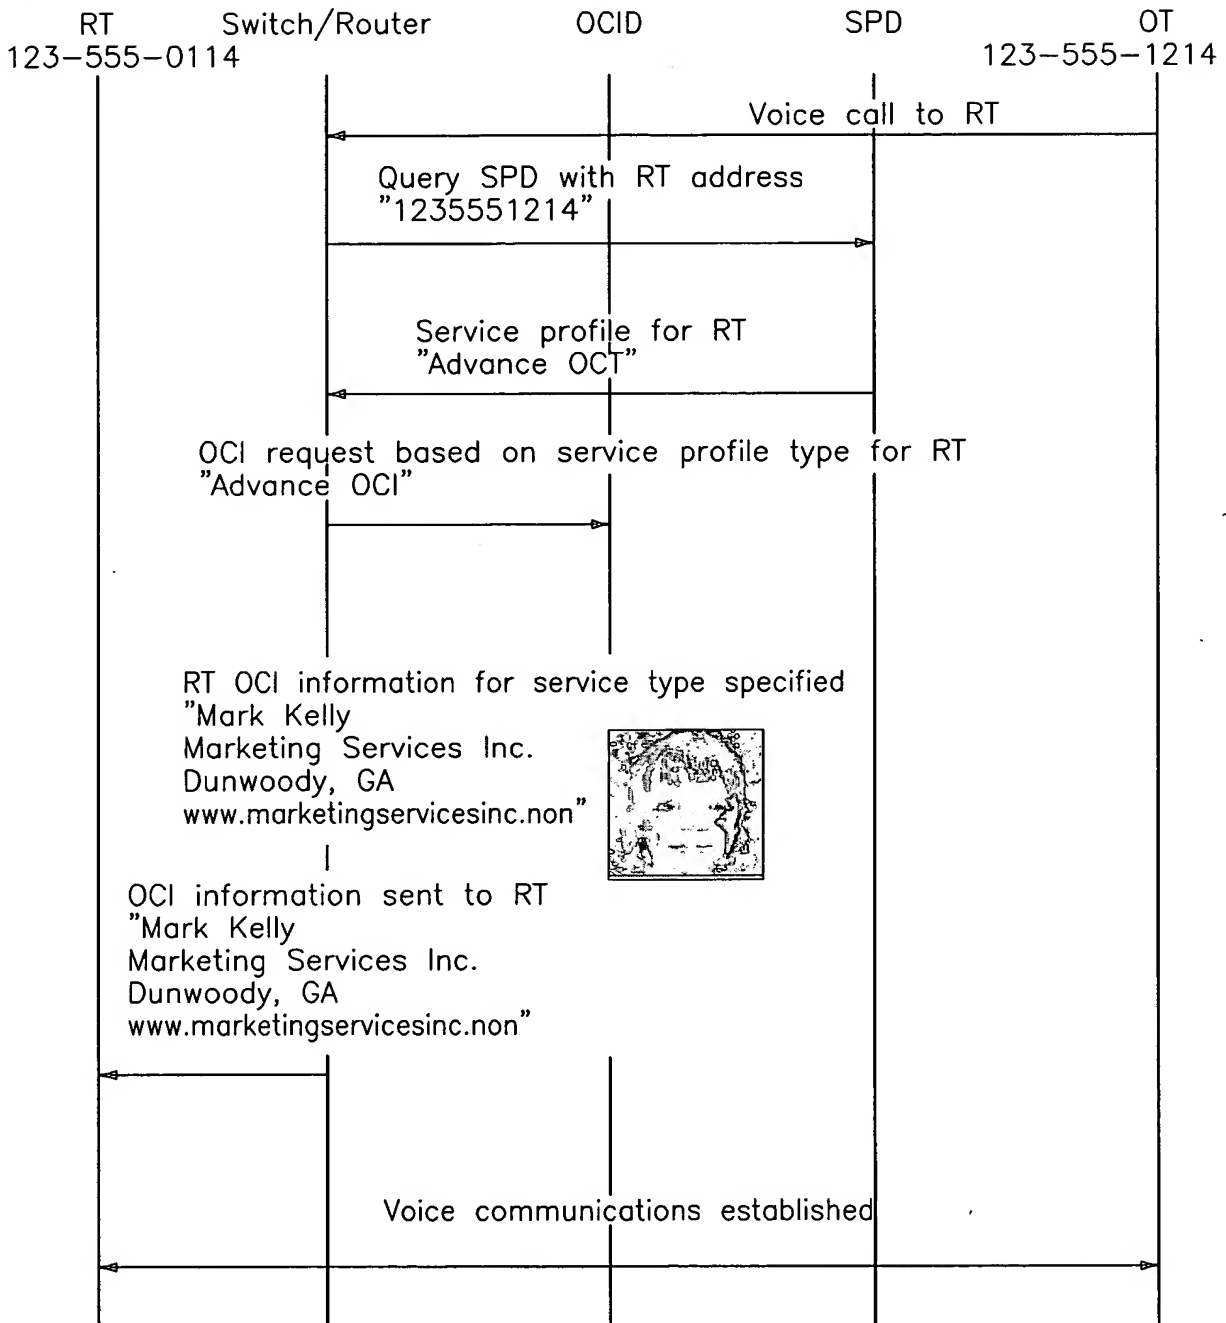 RT Switch/Router OCID SPD OT
123-555-0114 123-555-1214
Voice call to RT
Query SPD with RT address
"1235551214"
Service profile for RT
"Advance OCT"
OCI request based on service profile type for RT
"Advance OCI"
RT OCI information for service type specified
"Mark Kelly
Marketing Services Inc.
Dunwoody, GA
www.marketingservicesinc.non"
OCI information sent to RT
"Mark Kelly
Marketing Services Inc.
Dunwoody, GA
www.marketingservicesinc.non"
Voice communications established